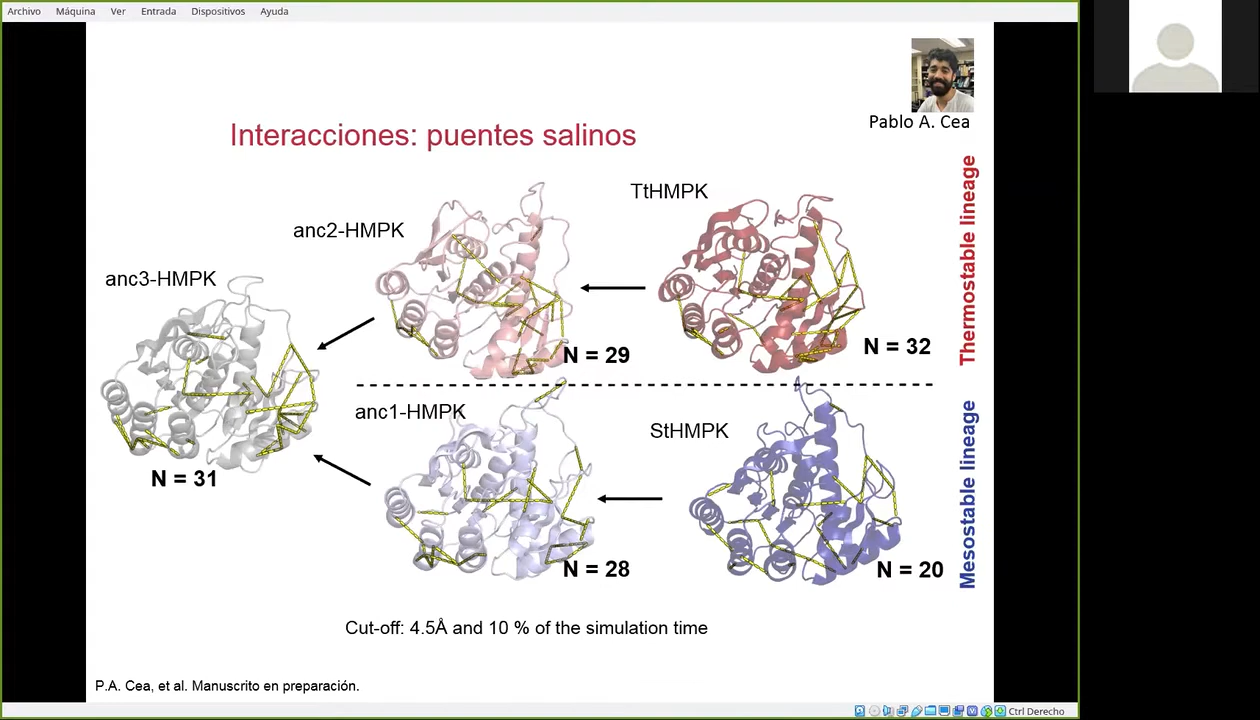 Archivo Máquina Ver Entrada Dispositivos Ayuda
Pablo A. Cea
Interacciones: puentes salinos
TtHMPK
anc2-HMPK
anc3-HMPK
N = 29
N = 32
Thermostable lineage
anc1-HMPK
StHMPK
N = 31
N = 28
N = 20
Mesostable lineage
Cut-off: 4.5Å and 10 % of the simulation time
P.A. Cea, et al. Manuscrito en preparación.
Ctrl Derecho